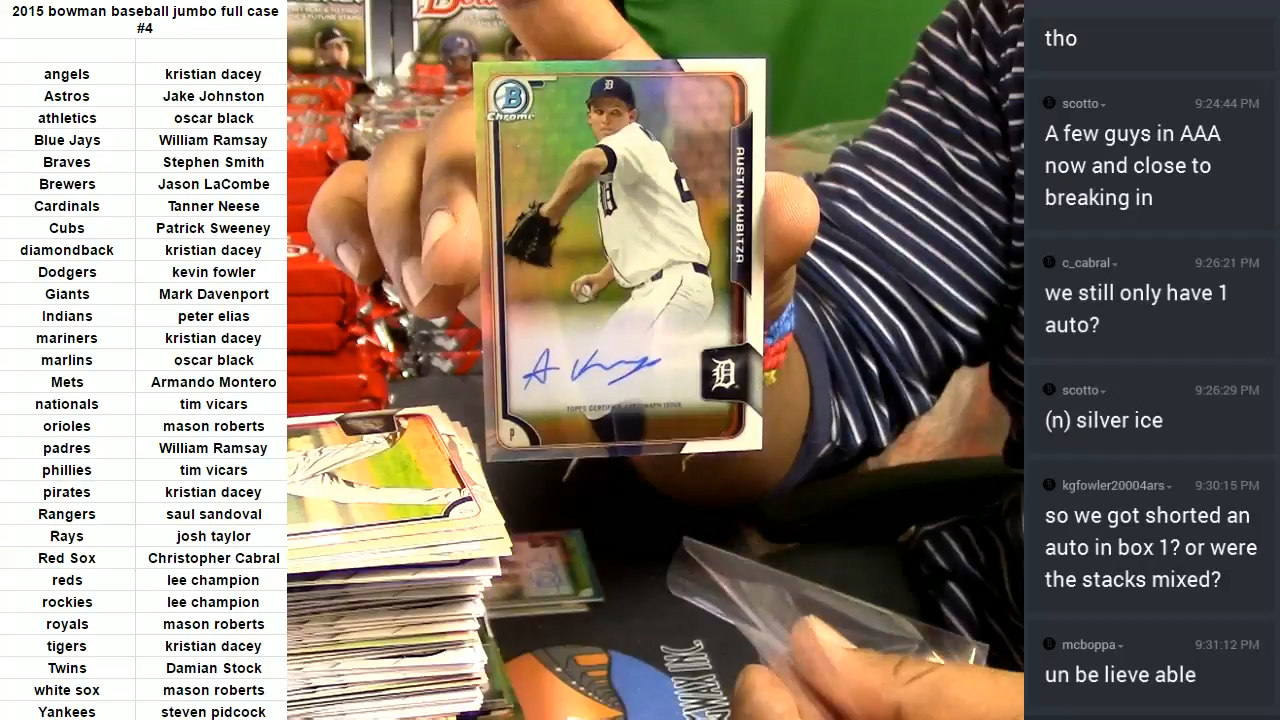 2015 bowman baseball jumbo full case
#4
angels kristian dacey
Astros Jake Johnston
athletics oscar black
Blue Jays William Ramsay
Braves Stephen Smith
Brewers Jason LaCombe
Cardinals Tanner Neese
Cubs Patrick Sweeney
diamondback kristian dacey
Dodgers kevin fowler
Giants Mark Davenport
Indians peter elias
mariners kristian dacey
marlins oscar black
Mets Armando Montero
nationals tim vicars
orioles mason roberts
padres William Ramsay
phillies tim vicars
pirates kristian dacey
Rangers saul sandoval
Rays josh taylor
Red Sox Christopher Cabral
reds lee champion
rockies lee champion
royals mason roberts
tigers kristian dacey
Twins Damian Stock
white sox mason roberts
Yankees steven pidcock
B
Chrome
D
AUSTIN KUBITZA
D
TOPPS CERTIFIED AUTOGRAPH ISSUE
P
tho
scotto 9:24:44 PM
A few guys in AAA
now and close to
breaking in
c_cabral 9:26:21 PM
we still only have 1
auto?
scotto 9:26:29 PM
(n) silver ice
kgfowler20004ars 9:30:15 PM
so we got shorted an
auto in box 1? or were
the stacks mixed?
mcboppa 9:31:12 PM
un be lieve able